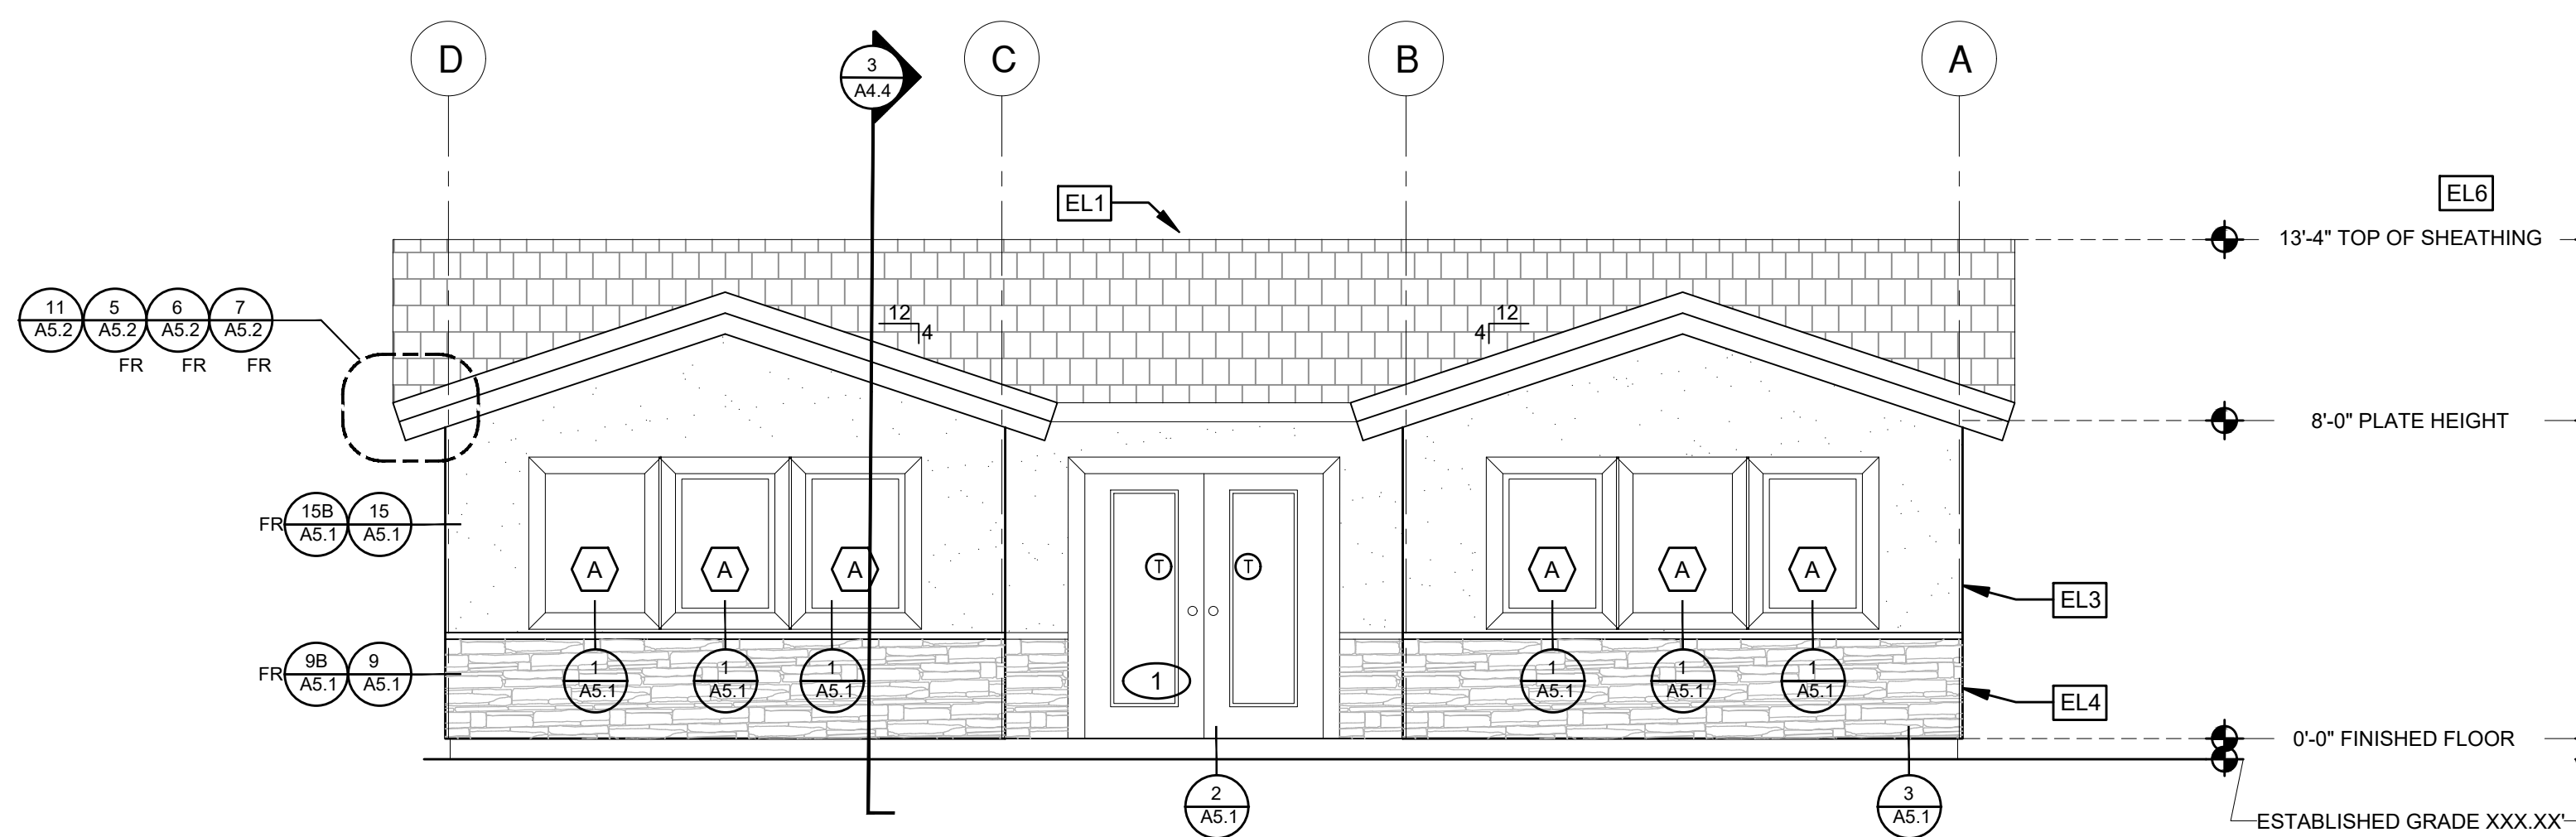 D
C
B
A
3
A4.4
EL1
EL6
13'-4" TOP OF SHEATHING
11
A5.2
5
A5.2
6
A5.2
7
A5.2
FR
FR
FR
12
4
12
4
8'-0" PLATE HEIGHT
FR
15B
A5.1
15
A5.1
A
A
A
T
T
A
A
A
EL3
FR
9B
A5.1
9
A5.1
1
A5.1
1
A5.1
1
A5.1
1
1
A5.1
1
A5.1
1
A5.1
EL4
0'-0" FINISHED FLOOR
2
A5.1
3
A5.1
ESTABLISHED GRADE XXX.XX'